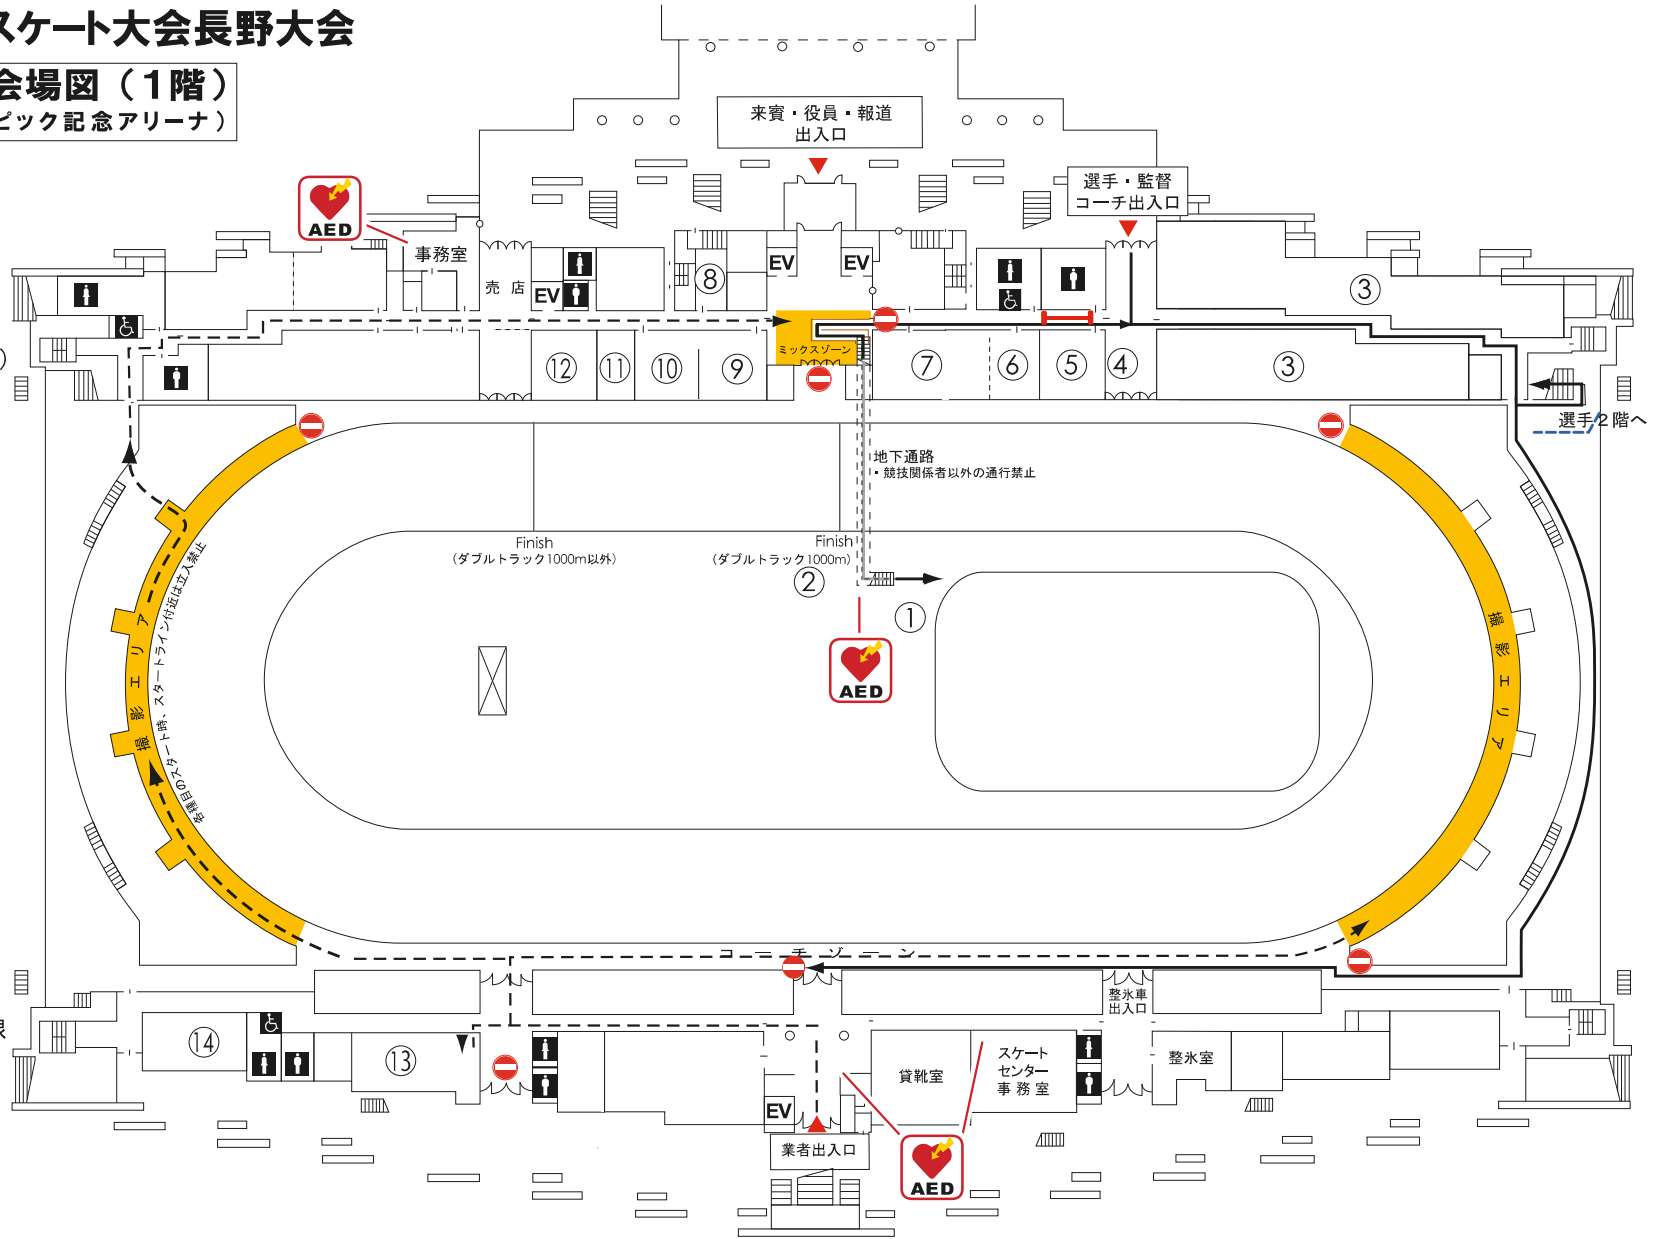 スケート大会長野大会
会場図（1階）
ピック記念アリーナ）
来賓・役員・報道
出入口
選手・監督
コーチ出入口
AED
事務室
売 店
EV
⑧
EV
EV
③
ミックスゾーン
⑫
⑪
⑩
⑨
⑦
⑥
⑤
④
③
選手2階へ
地下通路
・競技関係者以外の通行禁止
Finish
（ダブルトラック1000m以外）
Finish
（ダブルトラック1000m）
②
①
AED
撮影エリア
各種目のスタート時、スタートライン付近は立入禁止
撮影エリア
コーチゾーン
整氷車
出入口
⑭
⑬
貸靴室
スケート
センター
事務室
整氷室
EV
業者出入口
AED